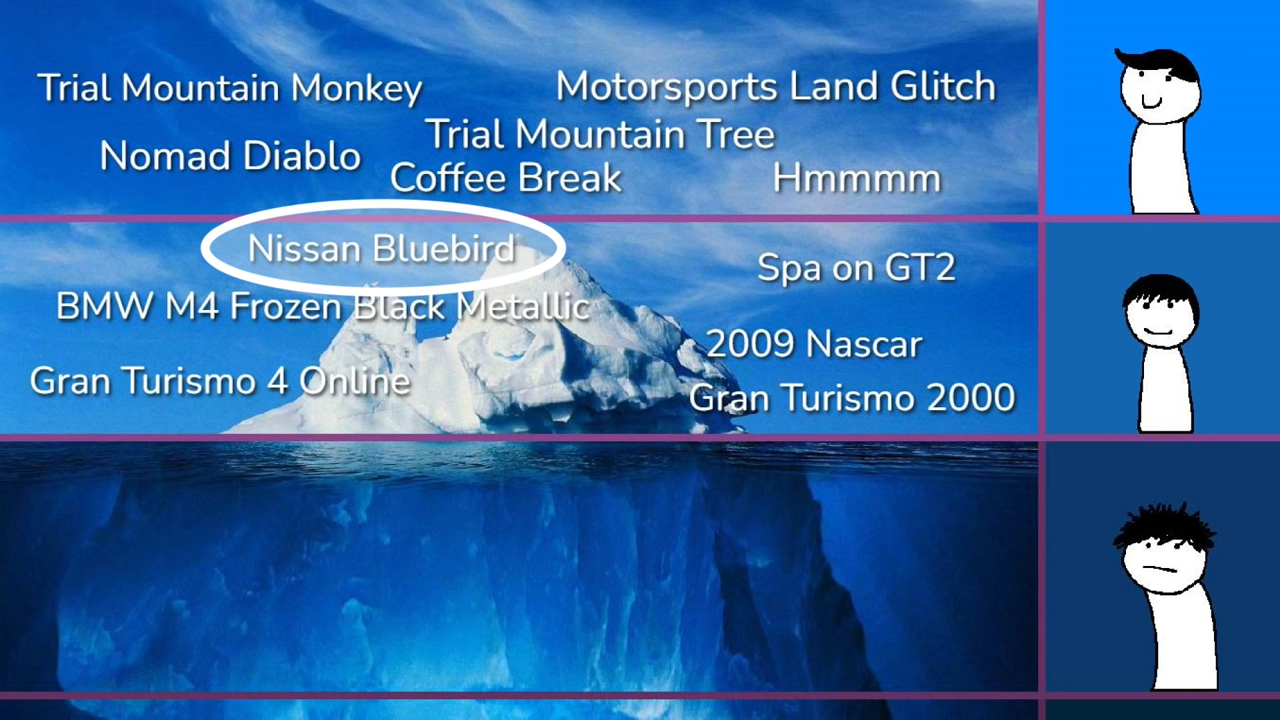 Trial Mountain Monkey
Motorsports Land Glitch
Trial Mountain Tree
Nomad Diablo
Coffee Break
Hmmmm
Nissan Bluebird
Spa on GT2
BMW M4 Frozen Black Metallic
2009 Nascar
Gran Turismo 4 Online
Gran Turismo 2000